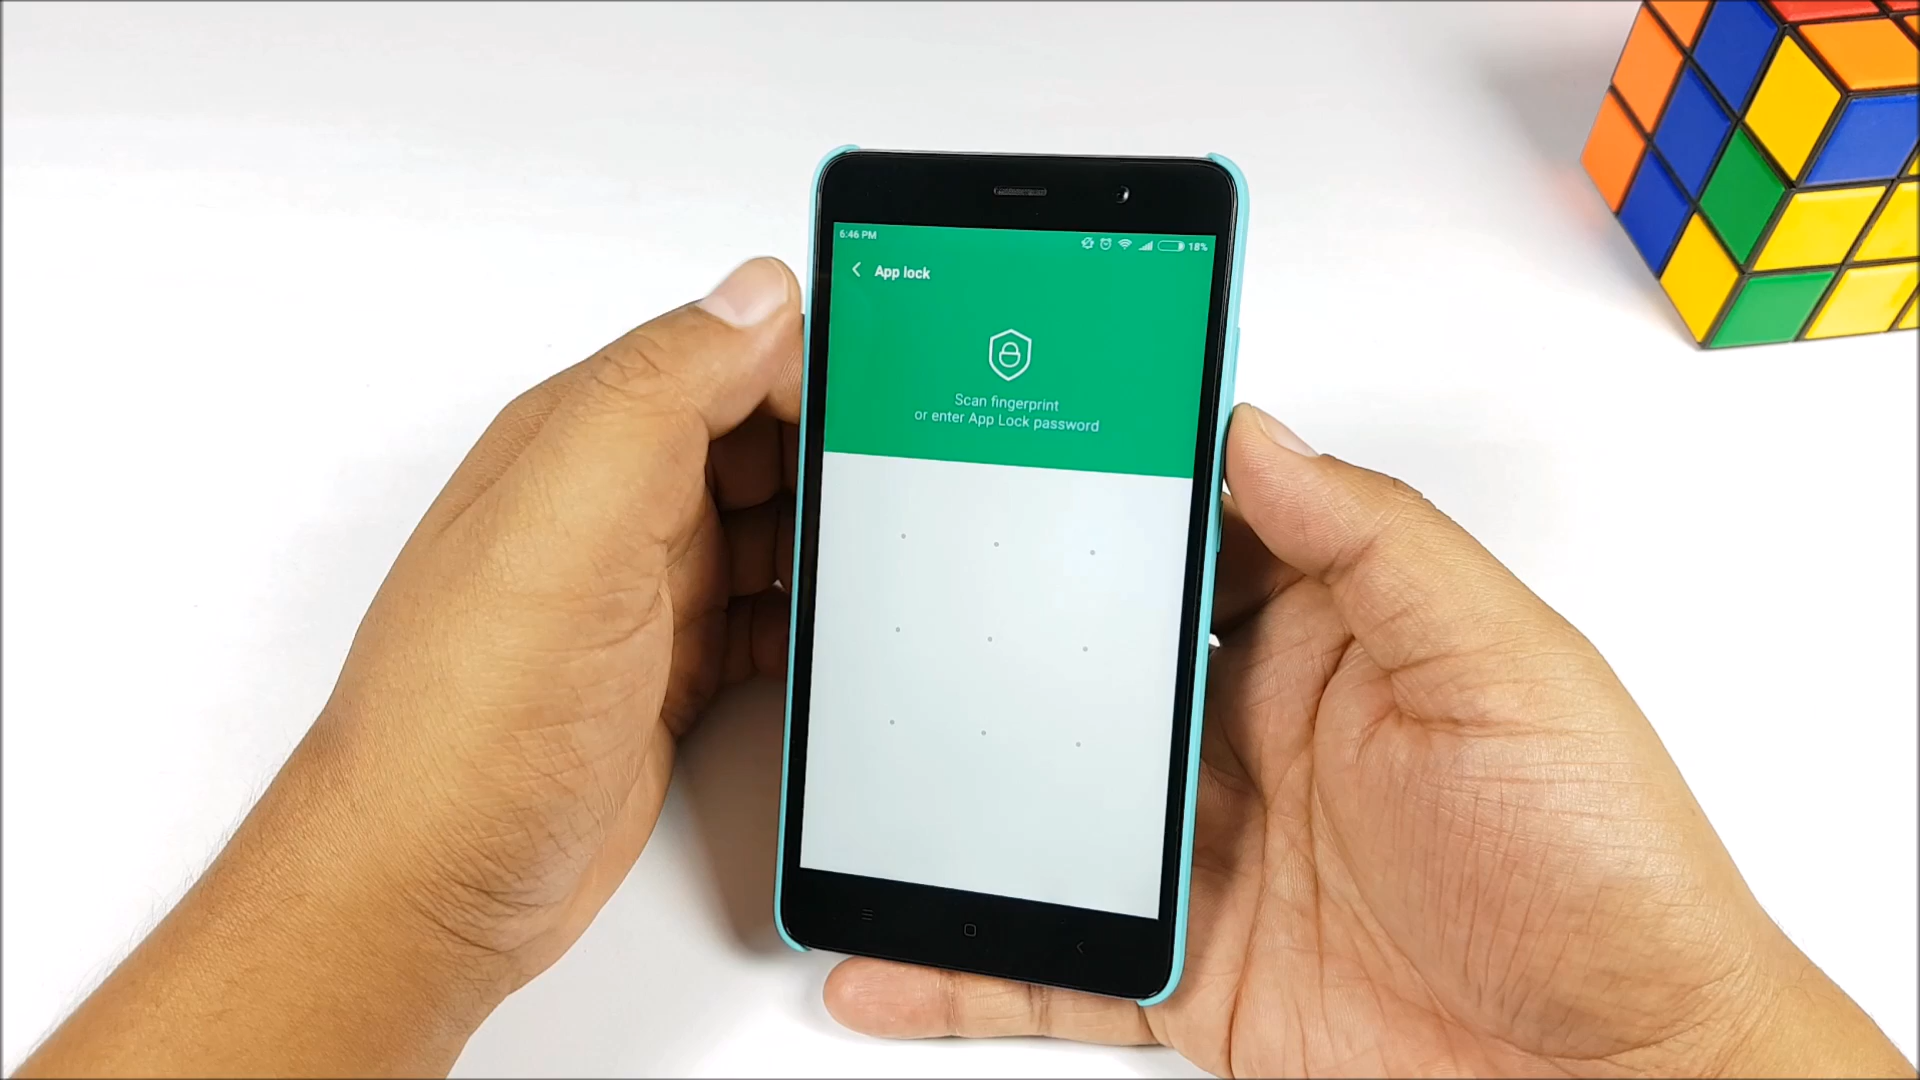 6:46 PM
18%
App lock
Scan fingerprint
or enter App Lock password